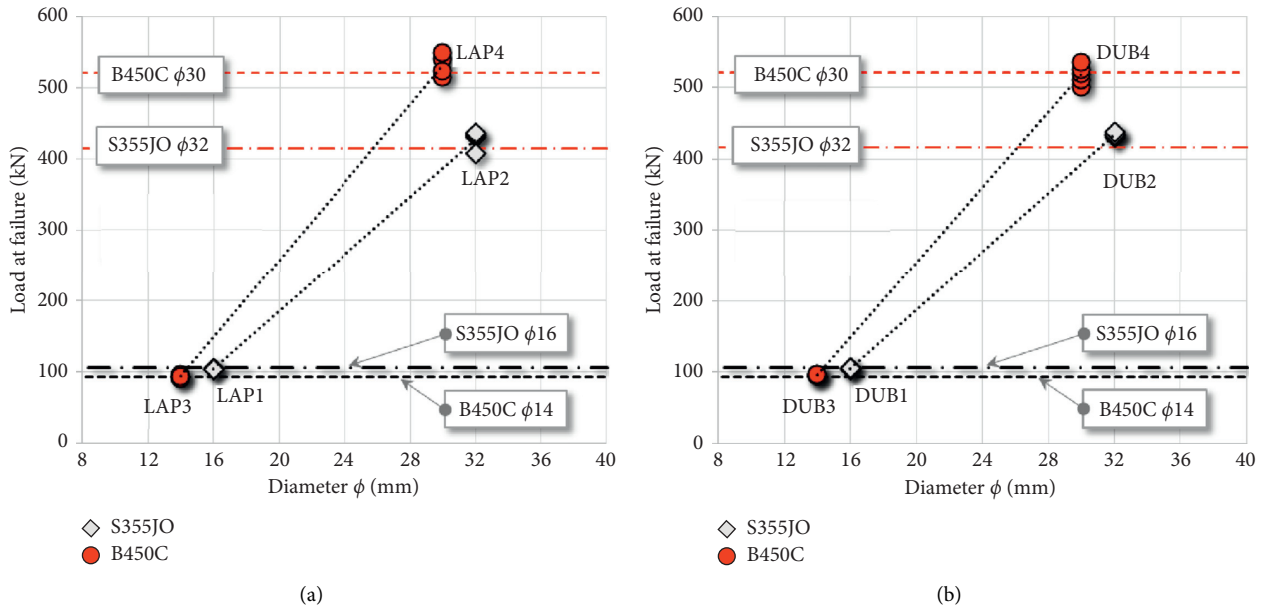 600
500
400
300
200
100
0
Load at failure (kN)
B450C ϕ30
S355JO ϕ32
LAP4
LAP2
S355JO ϕ16
LAP3
LAP1
B450C ϕ14
8 12 16 20 24 28 32 36 40
Diameter ϕ (mm)
S355JO
B450C
(a)
600
500
400
300
200
100
0
Load at failure (kN)
B450C ϕ30
S355JO ϕ32
DUB4
DUB2
S355JO ϕ16
DUB3
DUB1
B450C ϕ14
8 12 16 20 24 28 32 36 40
Diameter ϕ (mm)
S355JO
B450C
(b)